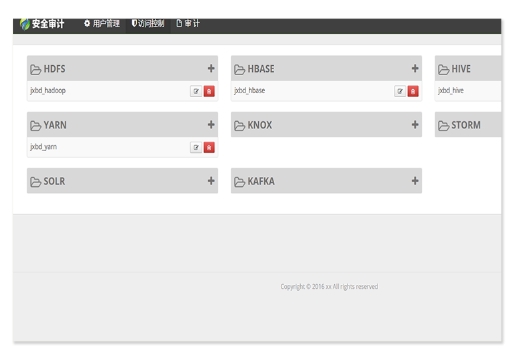 安全审计 用户管理 访问控制 审计
HDFS HBASE HIVE
jxbd_hadoop jxbd_hbase jxbd_hive
YARN KNOX STORM
jxbd_yarn
SOLR KAFKA
Copyright © 2016 xx All rights reserved